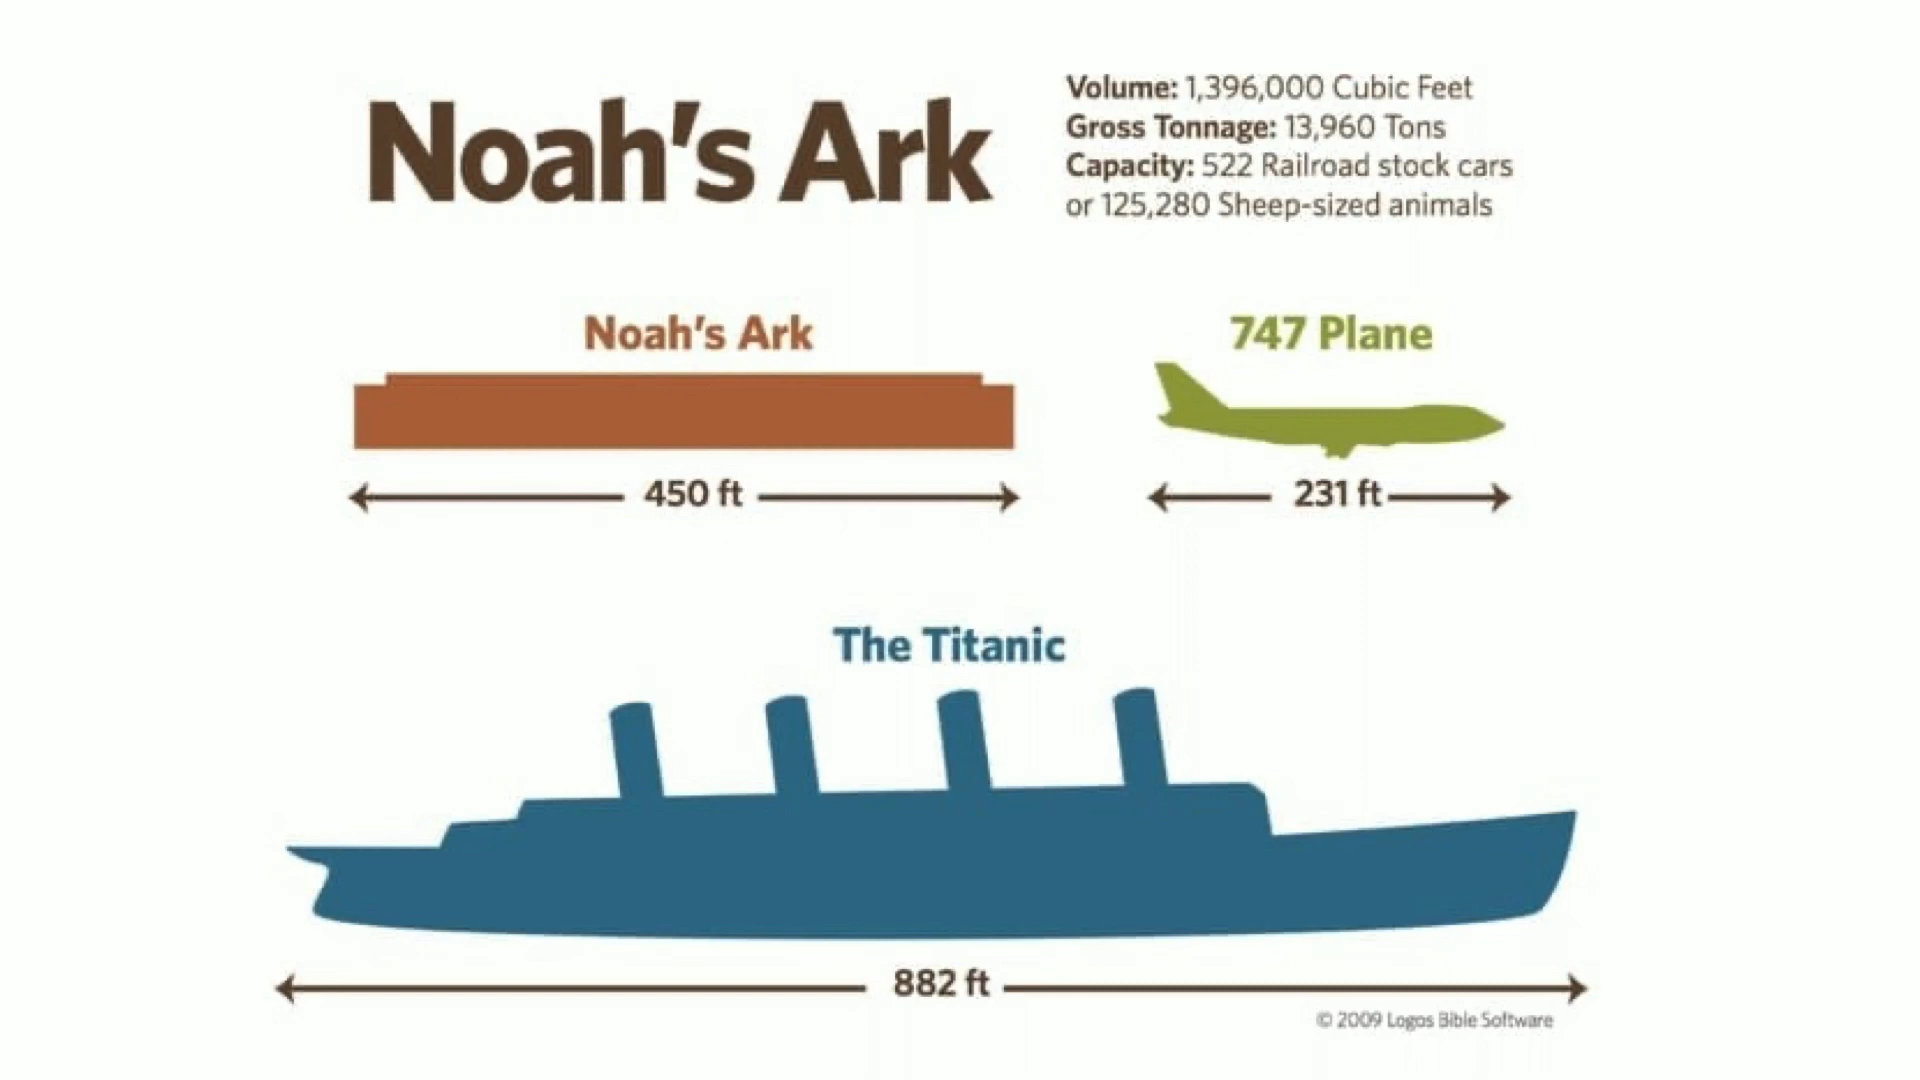 Noah's Ark
Volume: 1,396,000 Cubic Feet
Gross Tonnage: 13,960 Tons
Capacity: 522 Railroad stock cars
or 125,280 Sheep-sized animals
Noah's Ark
450 ft
747 Plane
231 ft
The Titanic
882 ft
© 2009 Logos Bible Software